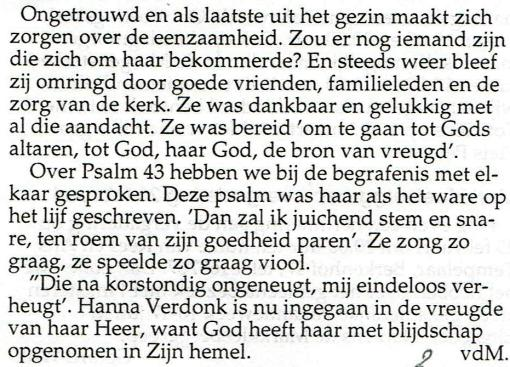 Ongetrouwd en als laatste uit het gezin maakt zich
zorgen over de eenzaamheid. Zou er nog iemand zijn
die zich om haar bekommerde? En steeds weer bleef
zij omringd door goede vrienden, familieleden en de
zorg van de kerk. Ze was dankbaar en gelukkig met
al die aandacht. Ze was bereid 'om te gaan tot Gods
altaren, tot God, haar God, de bron van vreugd'.
Over Psalm 43 hebben we bij de begrafenis met el-
kaar gesproken. Deze psalm was haar als het ware op
het lijf geschreven. 'Dan zal ik juichend stem en sna-
re, ten roem van zijn goedheid paren'. Ze zong zo
graag, ze speelde zo graag viool.
"Die na korstondig ongeneugt, mij eindeloos ver-
heugt'. Hanna Verdonk is nu ingegaan in de vreugde
van haar Heer, want God heeft haar met blijdschap
opgenomen in Zijn hemel. vdM.